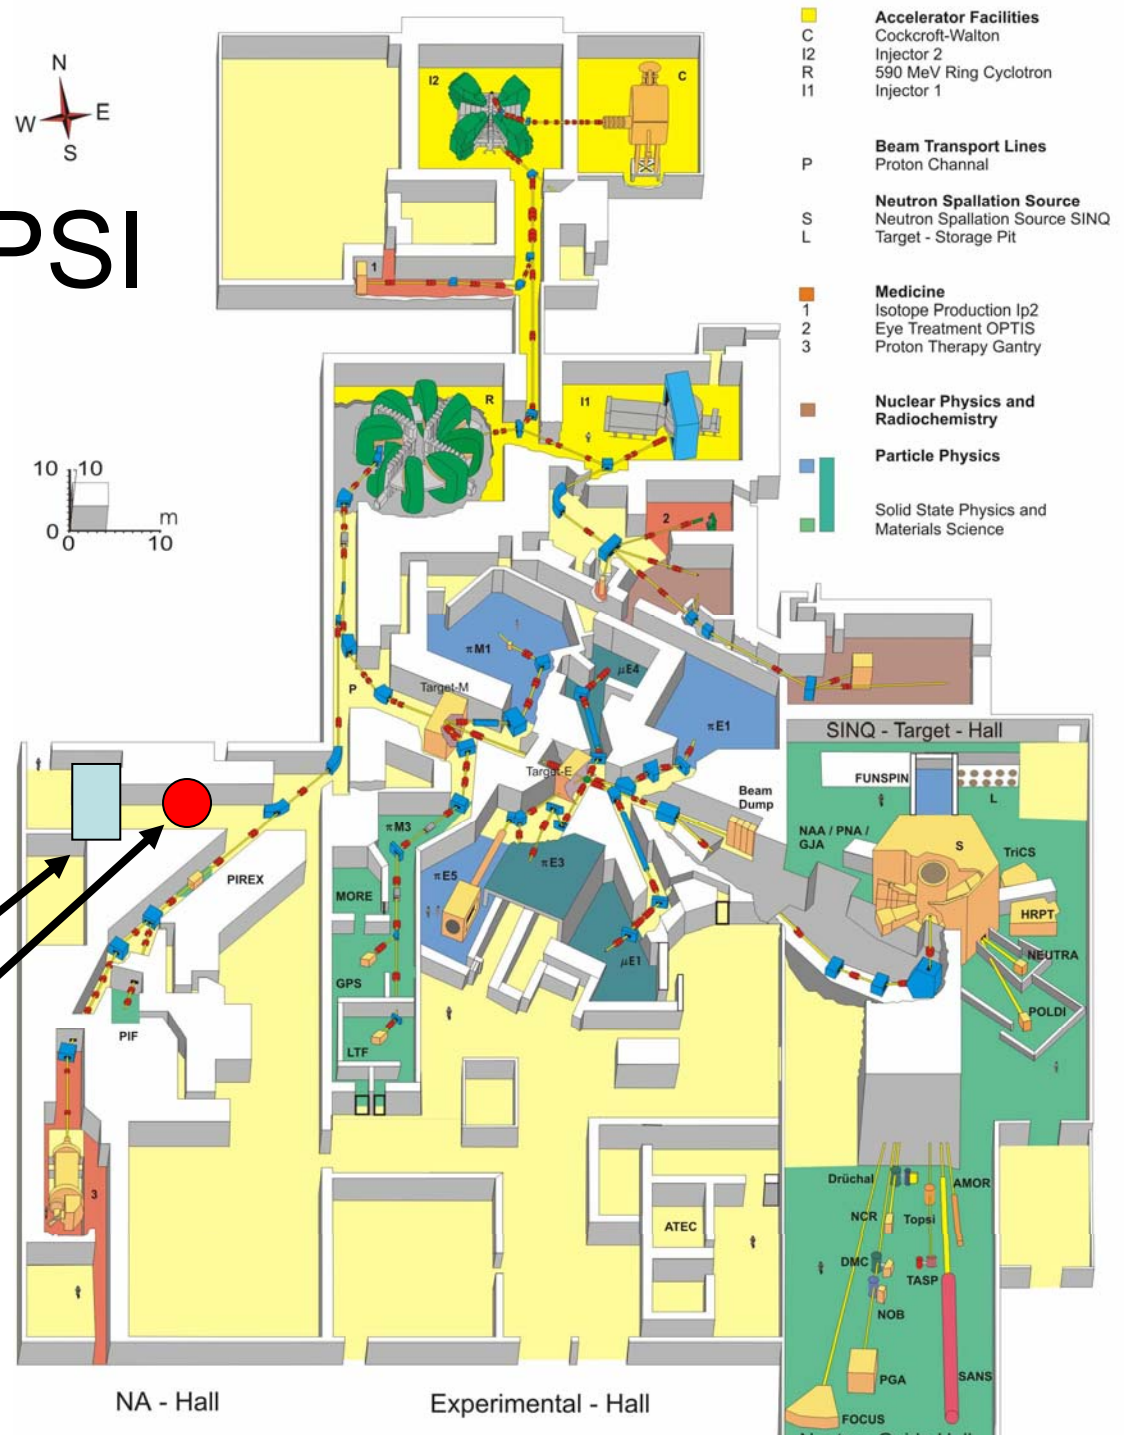 N
W E
S
PSI
10 10
0
0 10
m
Accelerator Facilities
C Cockcroft-Walton
I2 Injector 2
R 590 MeV Ring Cyclotron
I1 Injector 1
Beam Transport Lines
P Proton Channal
Neutron Spallation Source
S Neutron Spallation Source SINQ
L Target - Storage Pit
Medicine
1 Isotope Production Ip2
2 Eye Treatment OPTIS
3 Proton Therapy Gantry
Nuclear Physics and
Radiochemistry
Particle Physics
Solid State Physics and
Materials Science
I2
C
1
R
I1
2
πM1
μE4
P
Target-M
πE1
Target-E
Beam
Dump
SINQ - Target - Hall
FUNSPIN
L
NAA / PNA /
GJA
S
TriCS
HRPT
NEUTRA
POLDI
πM3
πE3
πE5
μE1
PIREX
MORE
GPS
LTF
PIF
3
ATEC
Drüchal
AMOR
NCR
Topsi
DMC
TASP
NOB
PGA
SANS
FOCUS
NA - Hall
Experimental - Hall